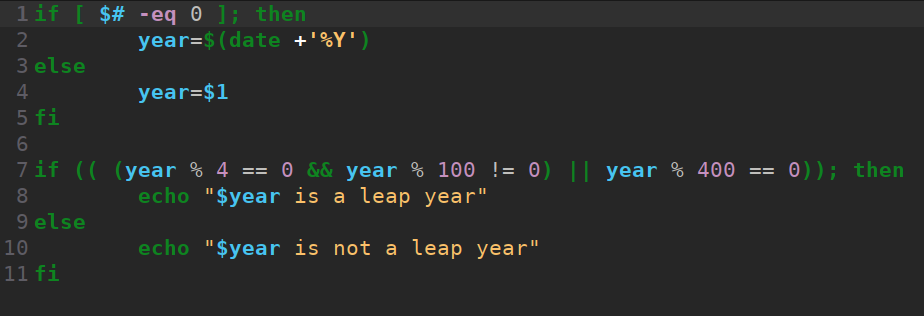 1 if [ $# -eq 0 ]; then
2         year=$(date +'%Y')
3 else
4         year=$1
5 fi
6
7 if (( (year % 4 == 0 && year % 100 != 0) || year % 400 == 0)); then
8         echo "$year is a leap year"
9 else
10         echo "$year is not a leap year"
11 fi